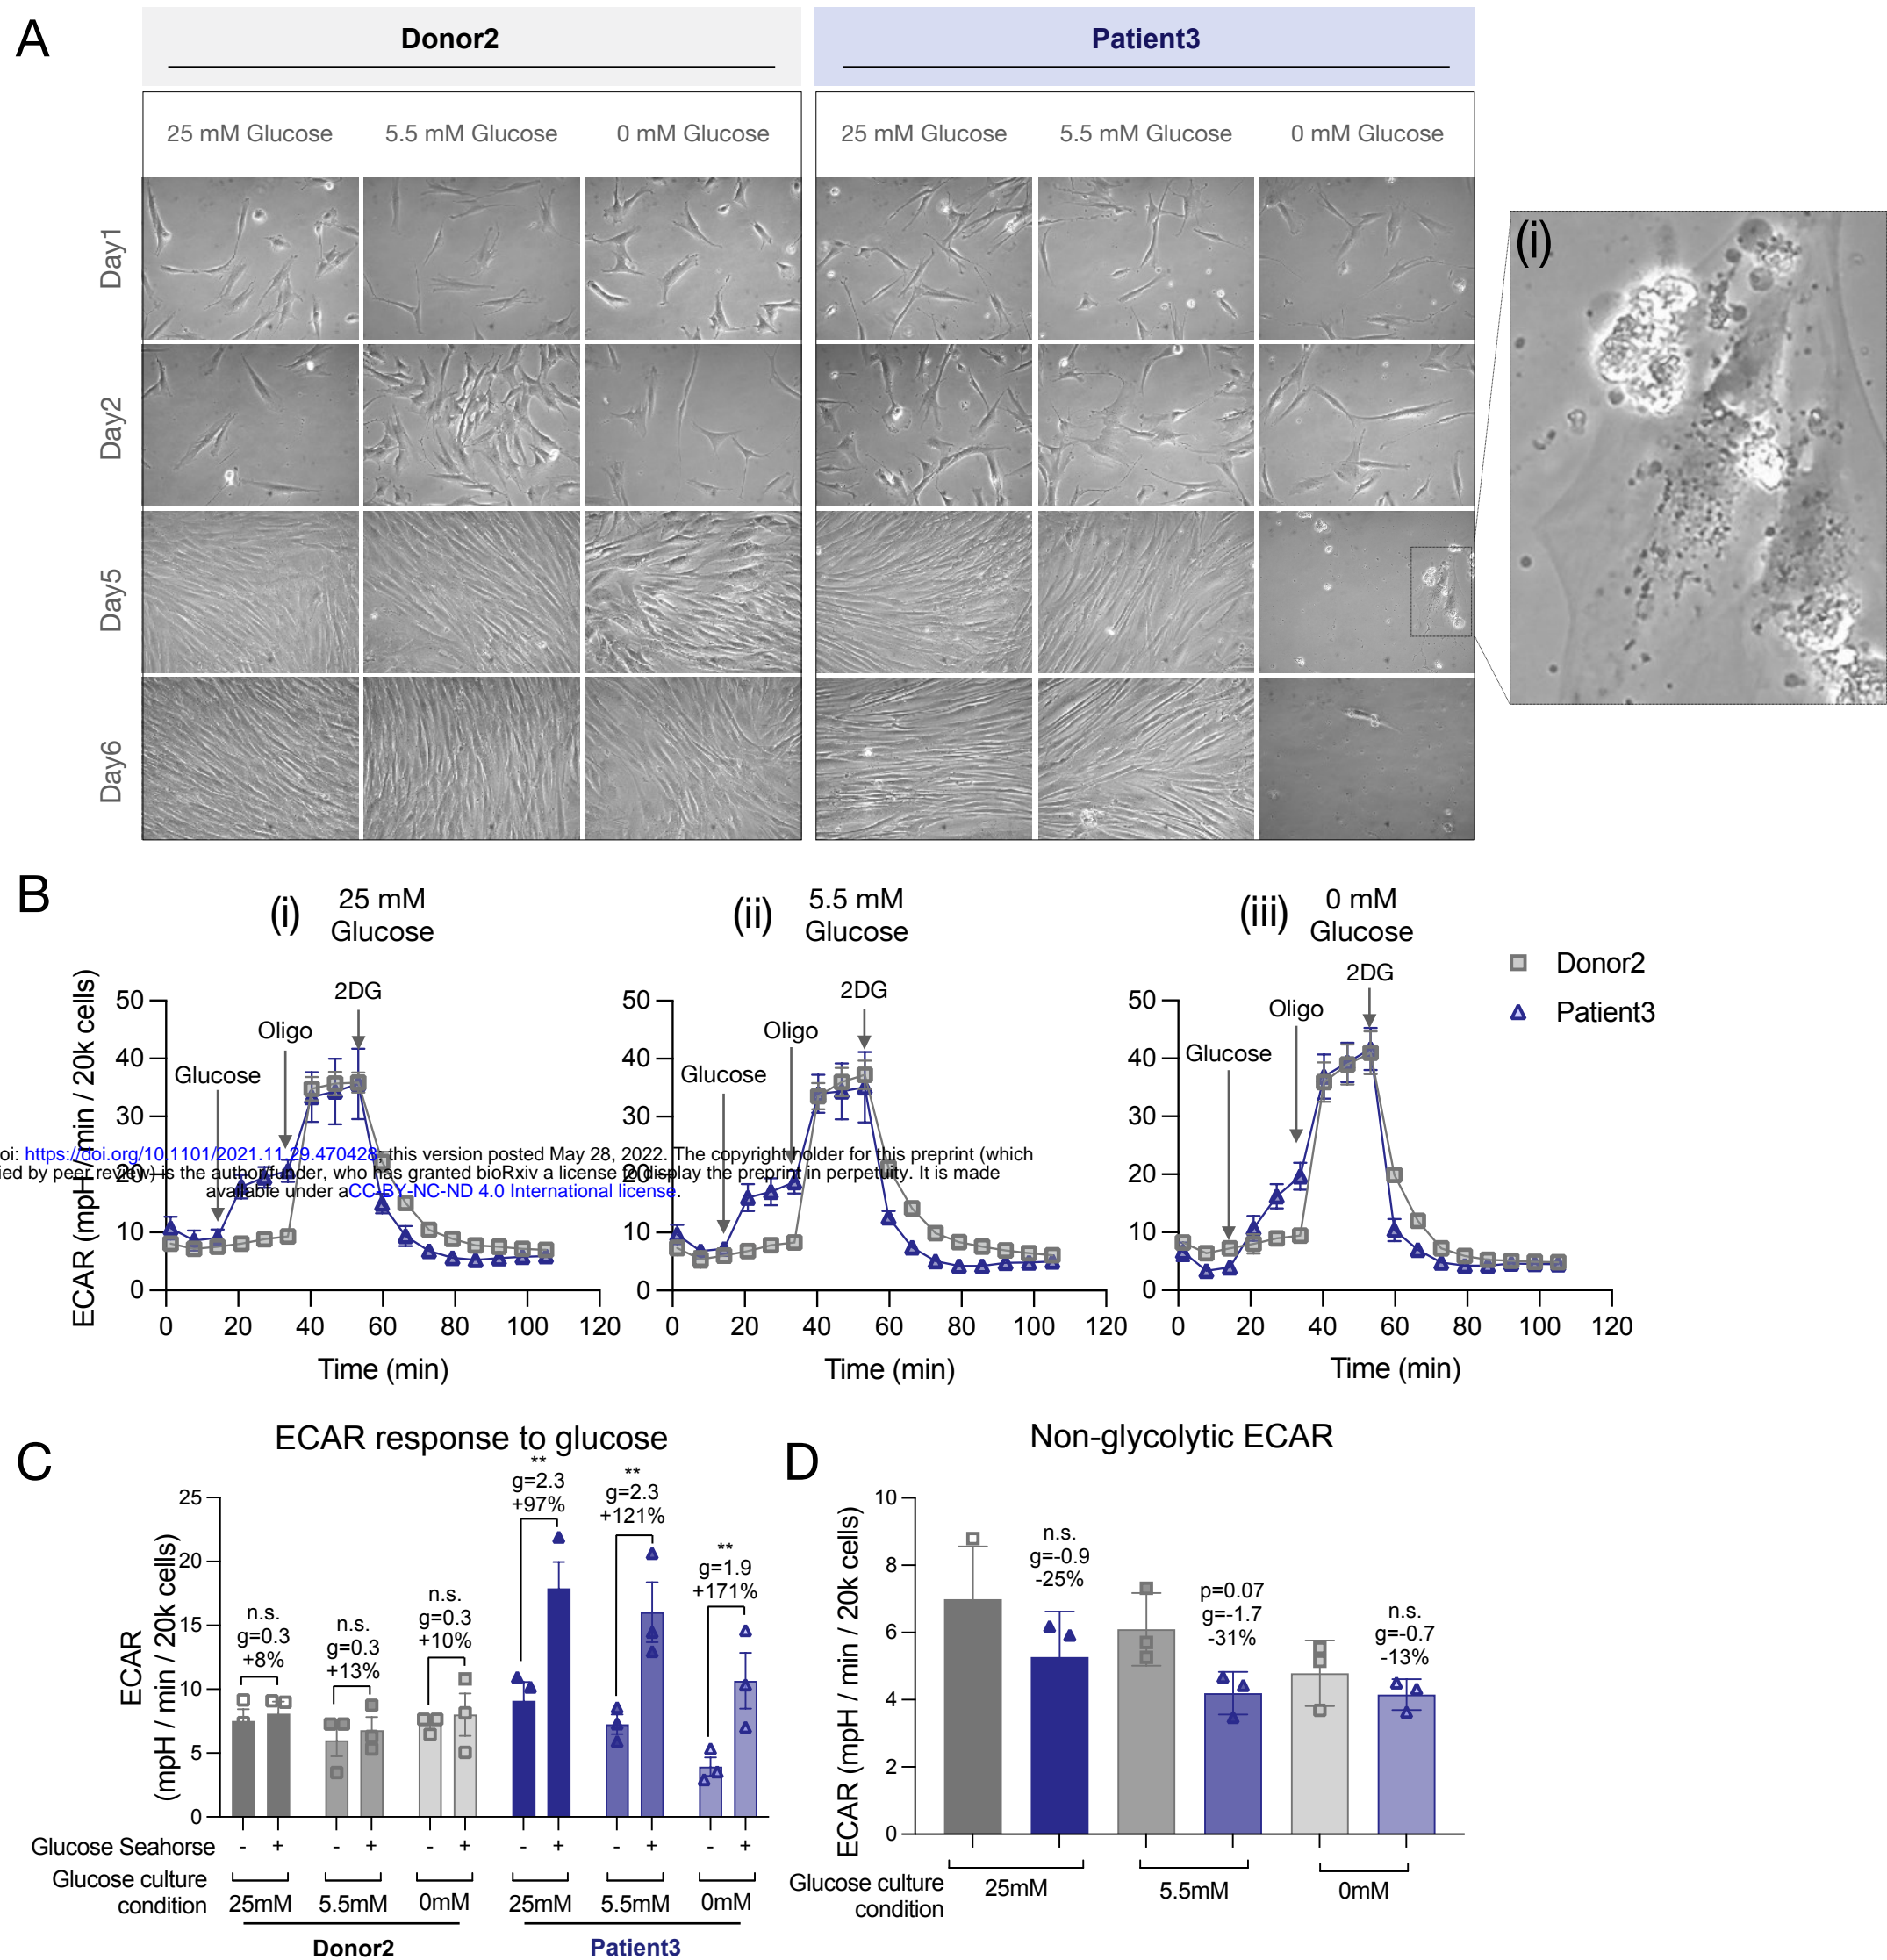 A
Donor2
Patient3
25 mM Glucose
5.5 mM Glucose
0 mM Glucose
25 mM Glucose
5.5 mM Glucose
0 mM Glucose
Day1
Day2
Day5
Day6
(i)
B
(i)
25 mM
Glucose
(ii)
5.5 mM
Glucose
(iii)
0 mM
Glucose
Donor2
Patient3
ECAR (mpH / min / 20k cells)
50
40
30
20
10
0
Glucose
Oligo
2DG
0 20 40 60 80 100 120
Time (min)
50
40
30
20
10
0
Glucose
Oligo
2DG
0 20 40 60 80 100 120
Time (min)
50
40
30
20
10
0
Glucose
Oligo
2DG
0 20 40 60 80 100 120
Time (min)
oi: https://doi.org/10.1101/2021.11.29.470428; this version posted May 28, 2022. The copyright holder for this preprint (which
ied by peer review) is the author/funder, who has granted bioRxiv a license to display the preprint in perpetuity. It is made
available under aCC-BY-NC-ND 4.0 International license.
C
ECAR response to glucose
ECAR
(mpH / min / 20k cells)
25
20
15
10
5
0
n.s.
g=0.3
+8%
n.s.
g=0.3
+13%
n.s.
g=0.3
+10%
**
g=2.3
+97%
**
g=2.3
+121%
**
g=1.9
+171%
Glucose Seahorse - + - + - + - + - + - +
Glucose culture
condition
25mM 5.5mM 0mM 25mM 5.5mM 0mM
Donor2 Patient3
D
Non-glycolytic ECAR
ECAR (mpH / min / 20k cells)
10
8
6
4
2
0
n.s.
g=-0.9
-25%
p=0.07
g=-1.7
-31%
n.s.
g=-0.7
-13%
Glucose culture
condition
25mM 5.5mM 0mM